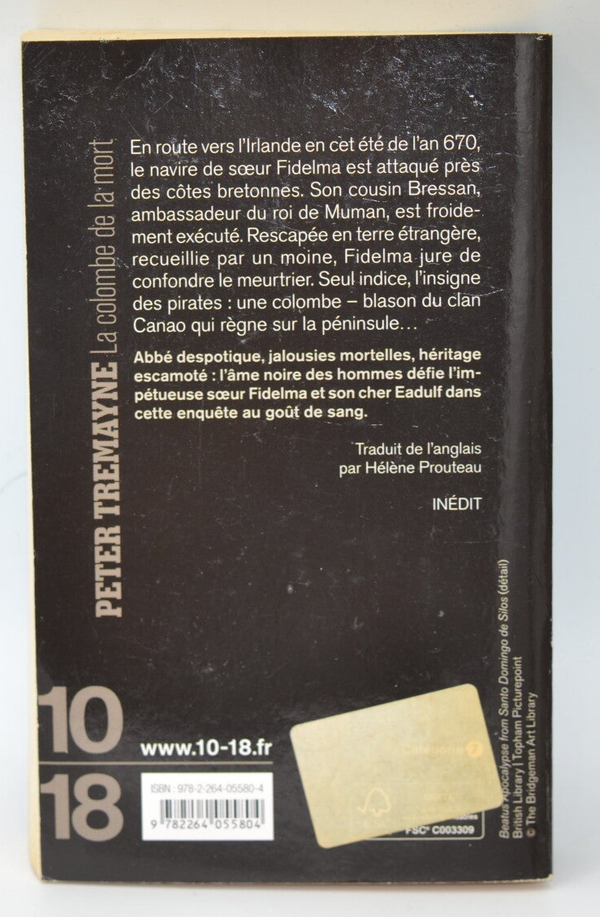 En route vers l'Irlande en cet été de l'an 670,
le navire de sœur Fidelma est attaqué près
des côtes bretonnes. Son cousin Bressan,
ambassadeur du roi de Muman, est froide-
ment exécuté. Rescapée en terre étrangère,
recueillie par un moine, Fidelma jure de
confondre le meurtrier. Seul indice, l'insigne
des pirates : une colombe – blason du clan
Canao qui règne sur la péninsule...
Abbé despotique, jalousies mortelles, héritage
escamoté : l'âme noire des hommes défie l'im-
pétueuse sœur Fidelma et son cher Eadulf dans
cette enquête au goût de sang.
Traduit de l'anglais
par Hélène Prouteau
INÉDIT
PETER TREMAYNE La colombe de la mort
10
18
www.10-18.fr
ISBN : 978-2-264-05580-4
9 782264 055804
Catégorie 7
FSC® C003309
Beatus Apocalypse from Santo Domingo de Silos (détail)
British Library | Topham Picturepoint
© The Bridgeman Art Library